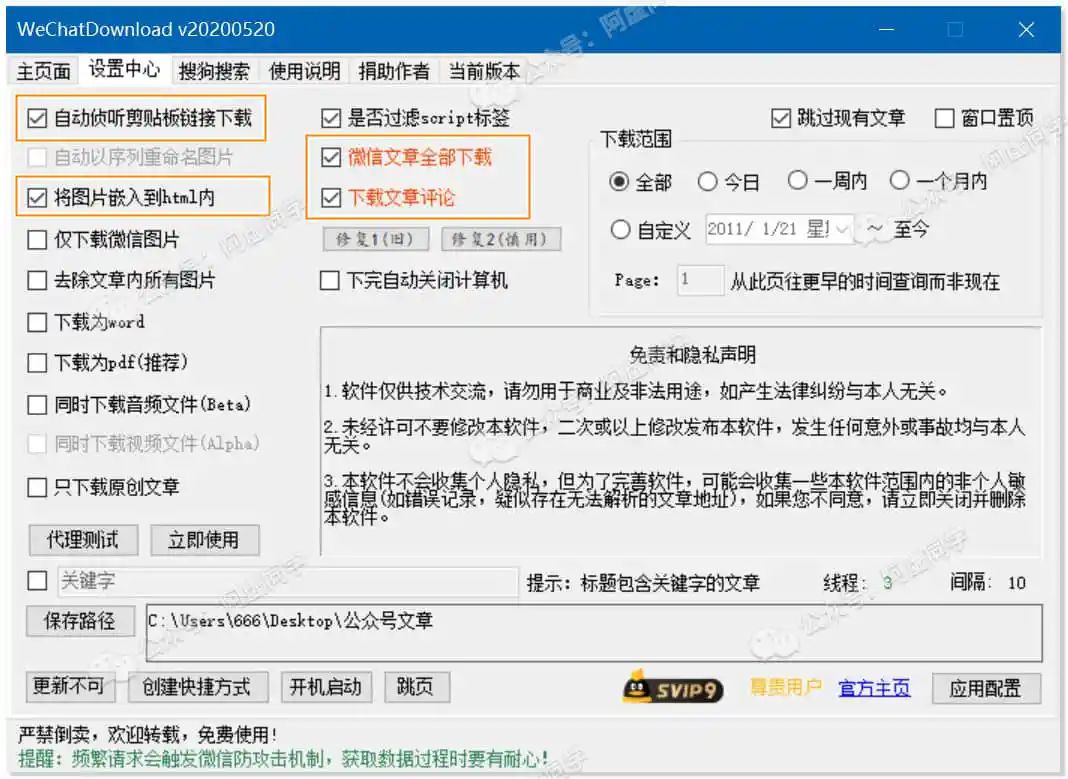 WeChatDownload v20200520
主页面 设置中心 搜狗搜索 使用说明 捐助作者 当前版本
自动侦听剪贴板链接下载 是否过滤script标签 跳过现有文章 窗口置顶
下载范围
自动以序列重命名图片 微信文章全部下载
全部 今日 一周内 一个月内
将图片嵌入到html内 下载文章评论
仅下载微信图片 修复1(旧) 修复2(慎用) 自定义 2011/ 1/21 星 ~ 至今
去除文章内所有图片 下完自动关闭计算机 Page: 1 从此页往更早的时间查询而非现在
下载为word
免责和隐私声明
下载为pdf(推荐)
1.软件仅供技术交流，请勿用于商业及非法用途，如产生法律纠纷与本人无关。
同时下载音频文件(Beta)
2.未经许可不要修改本软件，二次或以上修改发布本软件，发生任何意外或事故均与本人
无关。
同时下载视频文件(Alpha)
3.本软件不会收集个人隐私，但为了完善软件，可能会收集一些本软件范围内的非个人敏
感信息(如错误记录，疑似存在无法解析的文章地址)，如果您不同意，请立即关闭并删除
本软件。
只下载原创文章
代理测试 立即使用
关键字 提示：标题包含关键字的文章 线程： 3 间隔： 10
保存路径 C:\Users\666\Desktop\公众号文章
更新不可 创建快捷方式 开机启动 跳页 SVIP9 尊贵用户 官方主页 应用配置
严禁倒卖，欢迎转载，免费使用！
提醒：频繁请求会触发微信防攻击机制，获取数据过程时要有耐心！
公众号：阿虚同学